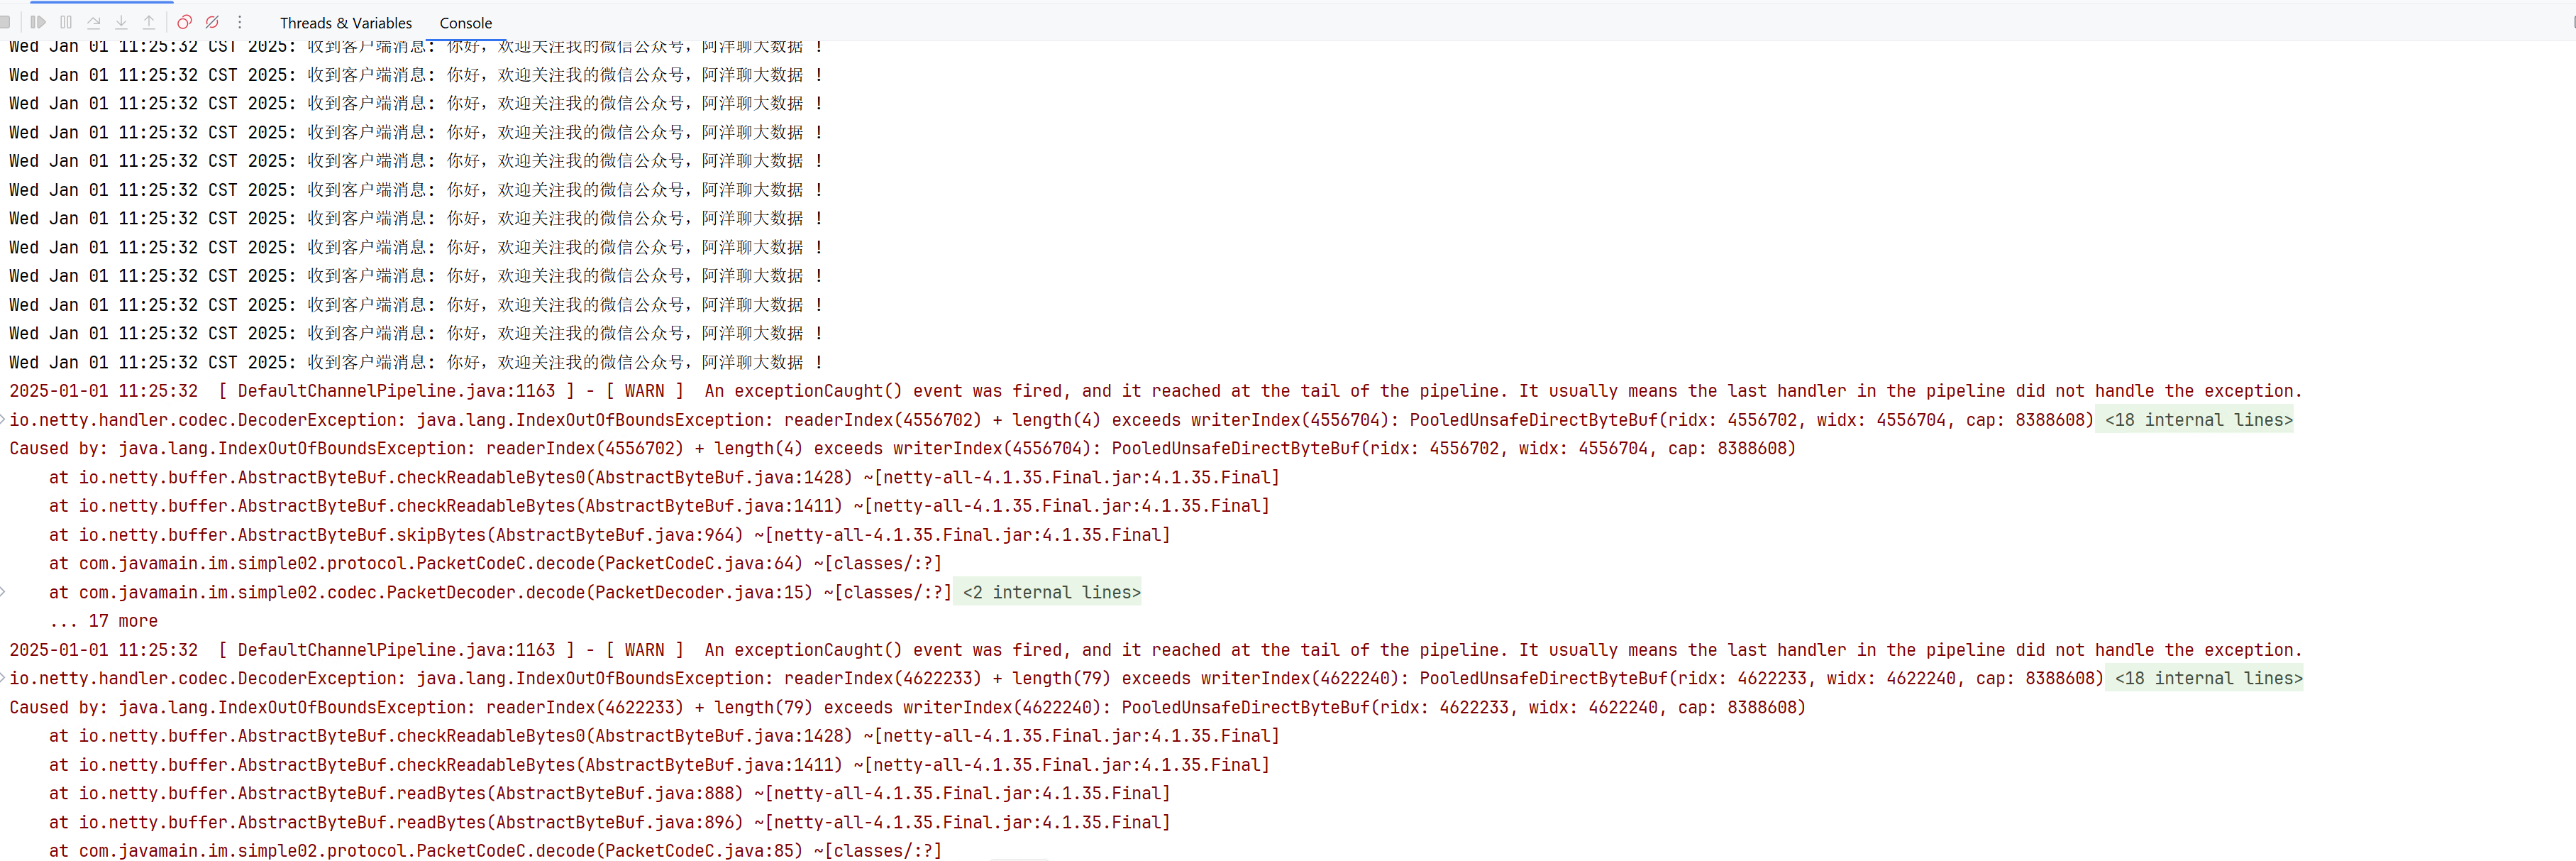 Threads & Variables Console
Wed Jan 01 11:25:32 CST 2025: 收到客户端消息: 你好，欢迎关注我的微信公众号，阿洋聊大数据 !
Wed Jan 01 11:25:32 CST 2025: 收到客户端消息: 你好，欢迎关注我的微信公众号，阿洋聊大数据 !
Wed Jan 01 11:25:32 CST 2025: 收到客户端消息: 你好，欢迎关注我的微信公众号，阿洋聊大数据 !
Wed Jan 01 11:25:32 CST 2025: 收到客户端消息: 你好，欢迎关注我的微信公众号，阿洋聊大数据 !
Wed Jan 01 11:25:32 CST 2025: 收到客户端消息: 你好，欢迎关注我的微信公众号，阿洋聊大数据 !
Wed Jan 01 11:25:32 CST 2025: 收到客户端消息: 你好，欢迎关注我的微信公众号，阿洋聊大数据 !
Wed Jan 01 11:25:32 CST 2025: 收到客户端消息: 你好，欢迎关注我的微信公众号，阿洋聊大数据 !
Wed Jan 01 11:25:32 CST 2025: 收到客户端消息: 你好，欢迎关注我的微信公众号，阿洋聊大数据 !
Wed Jan 01 11:25:32 CST 2025: 收到客户端消息: 你好，欢迎关注我的微信公众号，阿洋聊大数据 !
Wed Jan 01 11:25:32 CST 2025: 收到客户端消息: 你好，欢迎关注我的微信公众号，阿洋聊大数据 !
Wed Jan 01 11:25:32 CST 2025: 收到客户端消息: 你好，欢迎关注我的微信公众号，阿洋聊大数据 !
Wed Jan 01 11:25:32 CST 2025: 收到客户端消息: 你好，欢迎关注我的微信公众号，阿洋聊大数据 !
2025-01-01 11:25:32  [ DefaultChannelPipeline.java:1163 ] - [ WARN ]  An exceptionCaught() event was fired, and it reached at the tail of the pipeline. It usually means the last handler in the pipeline did not handle the exception.
io.netty.handler.codec.DecoderException: java.lang.IndexOutOfBoundsException: readerIndex(4556702) + length(4) exceeds writerIndex(4556704): PooledUnsafeDirectByteBuf(ridx: 4556702, widx: 4556704, cap: 8388608) <18 internal lines>
Caused by: java.lang.IndexOutOfBoundsException: readerIndex(4556702) + length(4) exceeds writerIndex(4556704): PooledUnsafeDirectByteBuf(ridx: 4556702, widx: 4556704, cap: 8388608)
at io.netty.buffer.AbstractByteBuf.checkReadableBytes0(AbstractByteBuf.java:1428) ~[netty-all-4.1.35.Final.jar:4.1.35.Final]
at io.netty.buffer.AbstractByteBuf.checkReadableBytes(AbstractByteBuf.java:1411) ~[netty-all-4.1.35.Final.jar:4.1.35.Final]
at io.netty.buffer.AbstractByteBuf.skipBytes(AbstractByteBuf.java:964) ~[netty-all-4.1.35.Final.jar:4.1.35.Final]
at com.javamain.im.simple02.protocol.PacketCodeC.decode(PacketCodeC.java:64) ~[classes/:?]
at com.javamain.im.simple02.codec.PacketDecoder.decode(PacketDecoder.java:15) ~[classes/:?] <2 internal lines>
... 17 more
2025-01-01 11:25:32  [ DefaultChannelPipeline.java:1163 ] - [ WARN ]  An exceptionCaught() event was fired, and it reached at the tail of the pipeline. It usually means the last handler in the pipeline did not handle the exception.
io.netty.handler.codec.DecoderException: java.lang.IndexOutOfBoundsException: readerIndex(4622233) + length(79) exceeds writerIndex(4622240): PooledUnsafeDirectByteBuf(ridx: 4622233, widx: 4622240, cap: 8388608) <18 internal lines>
Caused by: java.lang.IndexOutOfBoundsException: readerIndex(4622233) + length(79) exceeds writerIndex(4622240): PooledUnsafeDirectByteBuf(ridx: 4622233, widx: 4622240, cap: 8388608)
at io.netty.buffer.AbstractByteBuf.checkReadableBytes0(AbstractByteBuf.java:1428) ~[netty-all-4.1.35.Final.jar:4.1.35.Final]
at io.netty.buffer.AbstractByteBuf.checkReadableBytes(AbstractByteBuf.java:1411) ~[netty-all-4.1.35.Final.jar:4.1.35.Final]
at io.netty.buffer.AbstractByteBuf.readBytes(AbstractByteBuf.java:888) ~[netty-all-4.1.35.Final.jar:4.1.35.Final]
at io.netty.buffer.AbstractByteBuf.readBytes(AbstractByteBuf.java:896) ~[netty-all-4.1.35.Final.jar:4.1.35.Final]
at com.javamain.im.simple02.protocol.PacketCodeC.decode(PacketCodeC.java:85) ~[classes/:?]